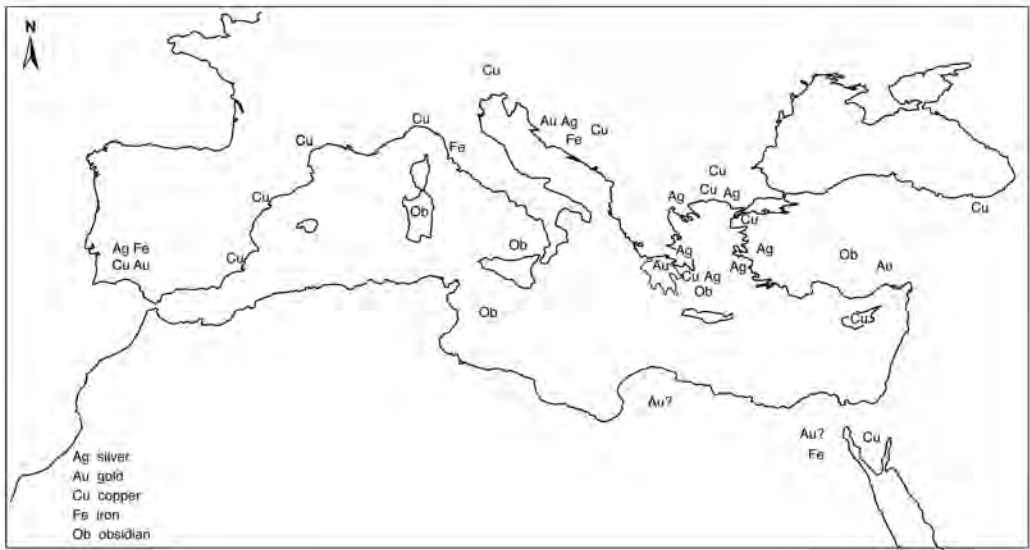 N
Cu
Cu
Au Ag
Cu
Fe
Cu
Fe
Cu
Cu
Ag
Cu Ag
Cu
Cu
Ob
Cu
Ag Fe
Cu Au
Ob
Ag
Au
Cu Ag
Ob
Ag
Ag
Ob
Au
Ob
Cu
Au?
Au?
Fe
Cu
Ag silver
Au gold
Cu copper
Fe iron
Ob obsidian